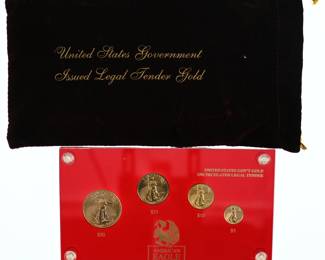 United States Government
Issued Legal Tender Gold
UNITED STATES GOV'T GOLD
UNCIRCULATED LEGAL TENDER
$50
$25
$10
$5
AMERICAN
EAGLE